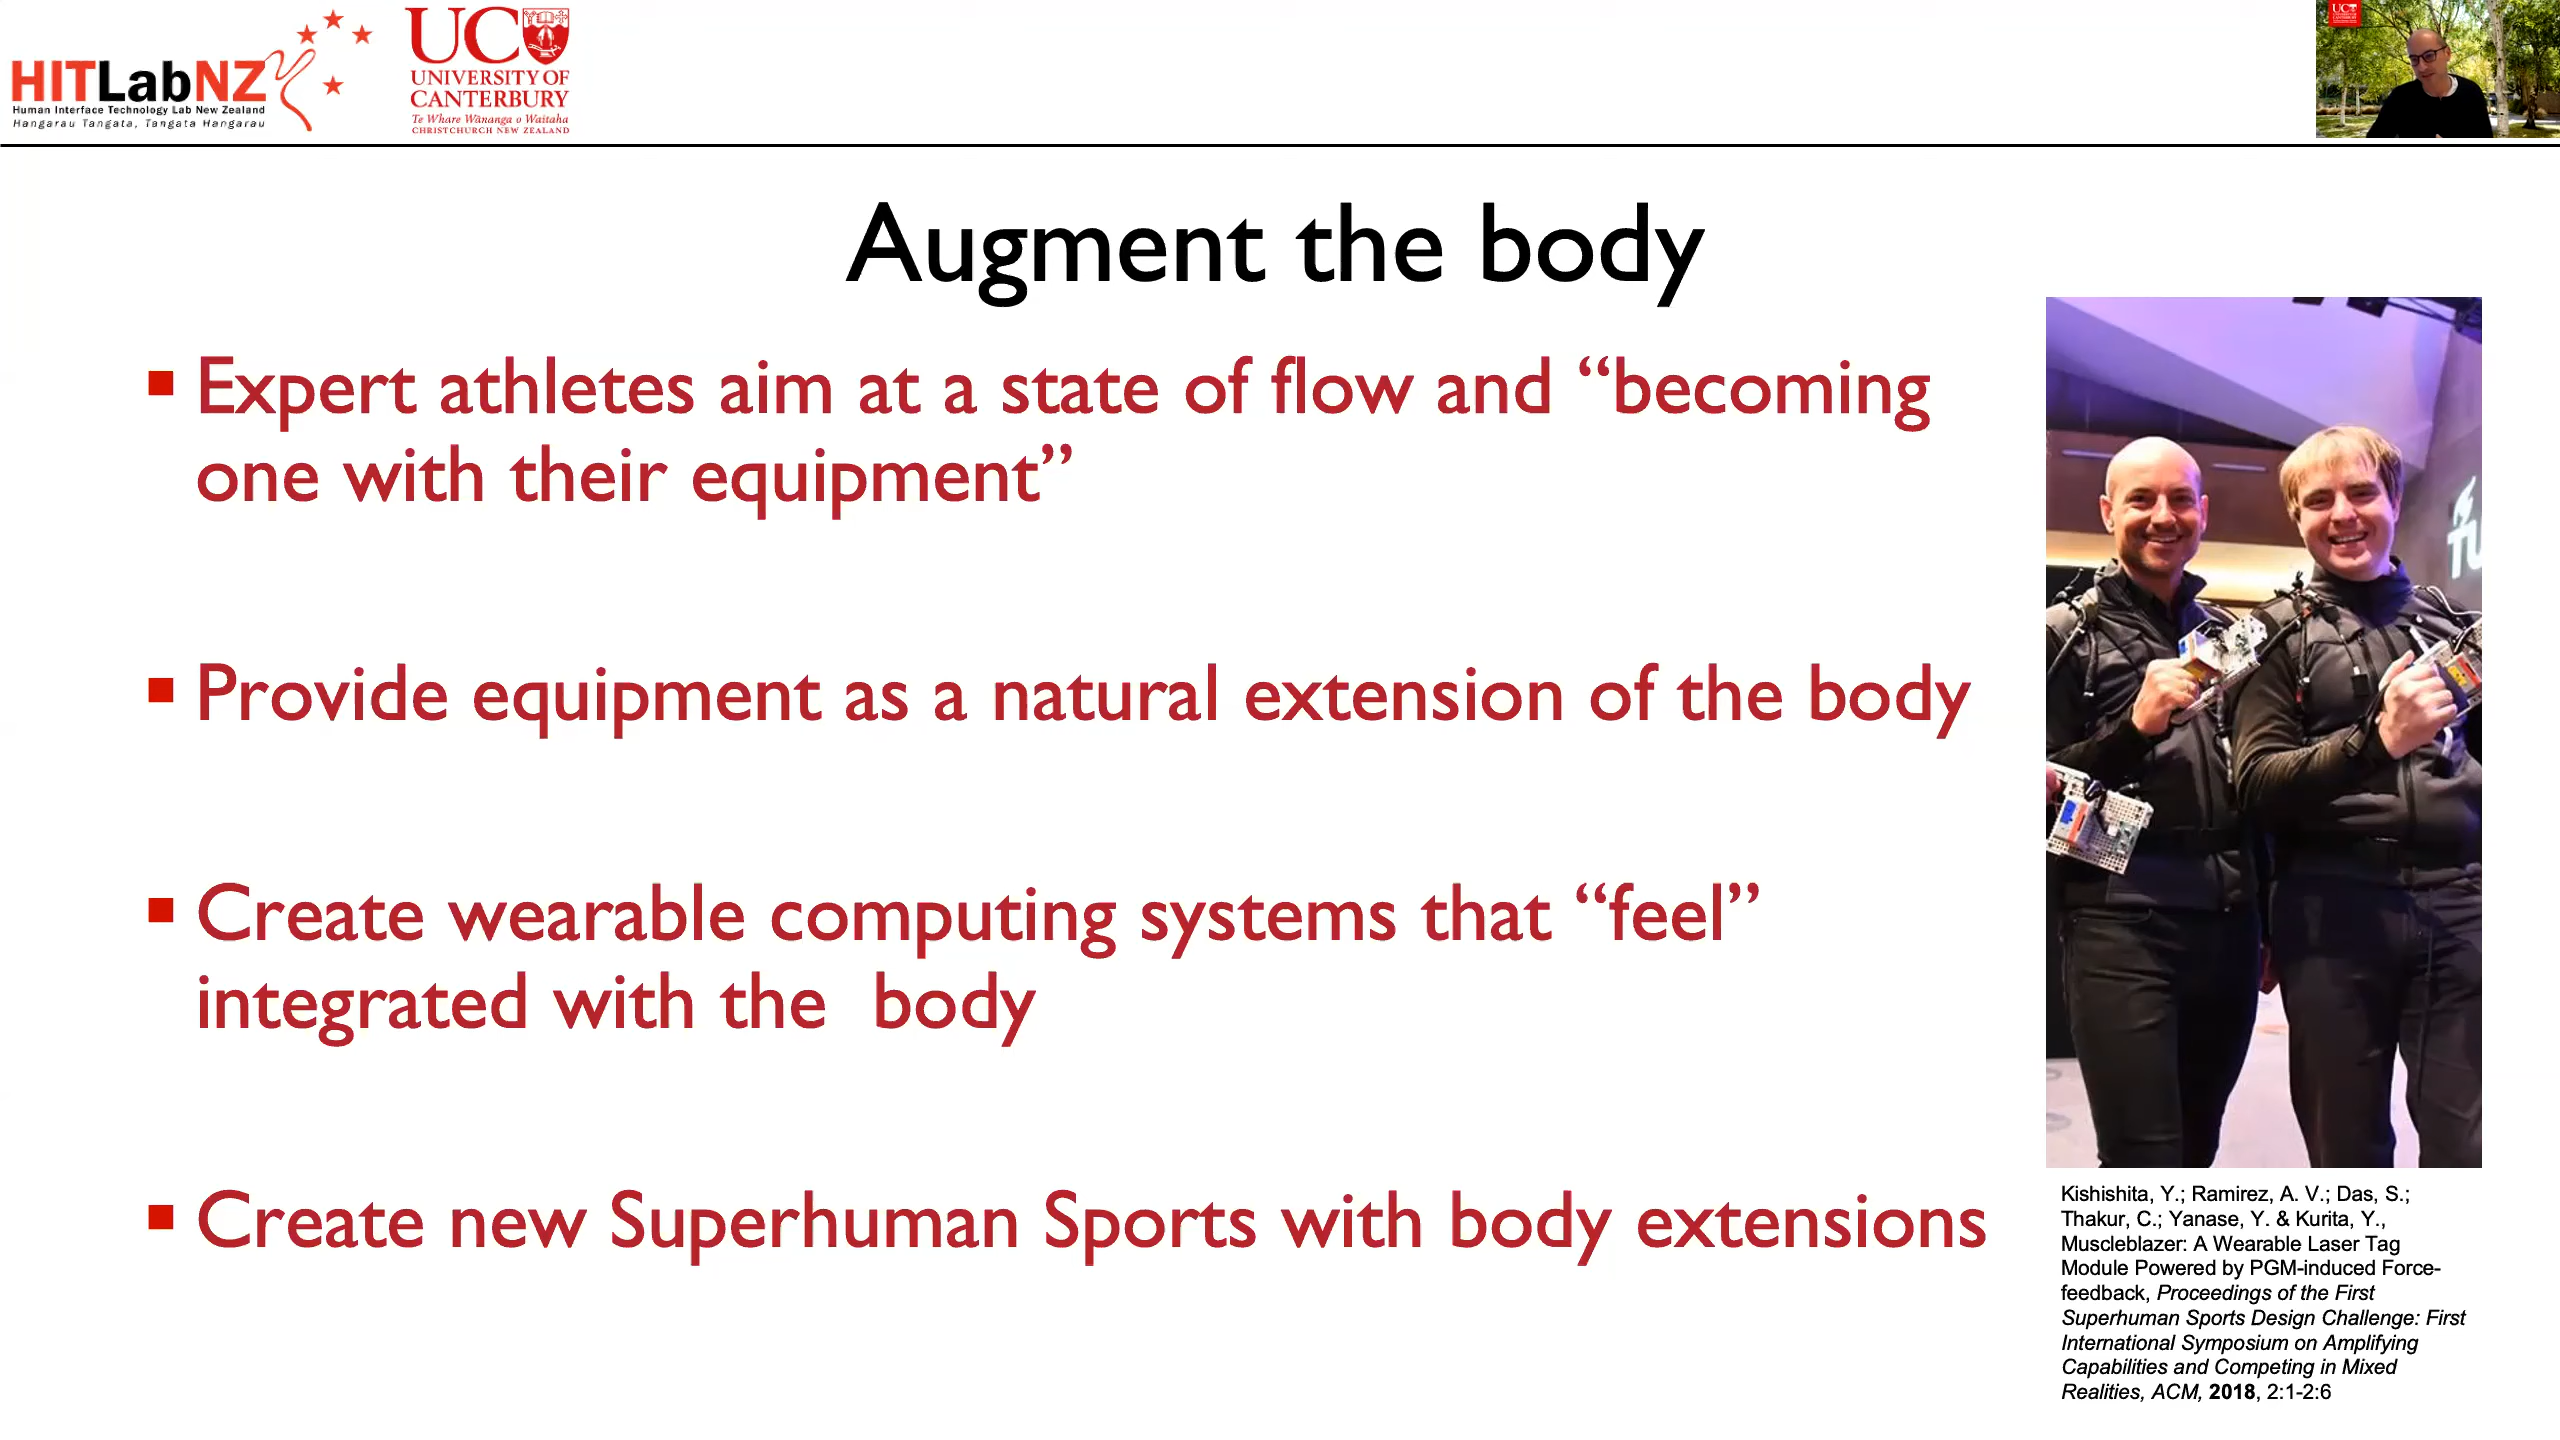 HITLabNZ
Human Interface Technology Lab New Zealand
Hangarau Tangata, Tangata Hangarau
UC
UNIVERSITY OF
CANTERBURY
Te Whare Wānanga o Waitaha
CHRISTCHURCH NEW ZEALAND
UC
Augment the body
▪ Expert athletes aim at a state of flow and “becoming
one with their equipment”
▪ Provide equipment as a natural extension of the body
▪ Create wearable computing systems that “feel”
integrated with the  body
▪ Create new Superhuman Sports with body extensions
TU
Kishishita, Y.; Ramirez, A. V.; Das, S.;
Thakur, C.; Yanase, Y. & Kurita, Y.,
Muscleblazer: A Wearable Laser Tag
Module Powered by PGM-induced Force-
feedback, Proceedings of the First
Superhuman Sports Design Challenge: First
International Symposium on Amplifying
Capabilities and Competing in Mixed
Realities, ACM, 2018, 2:1-2:6